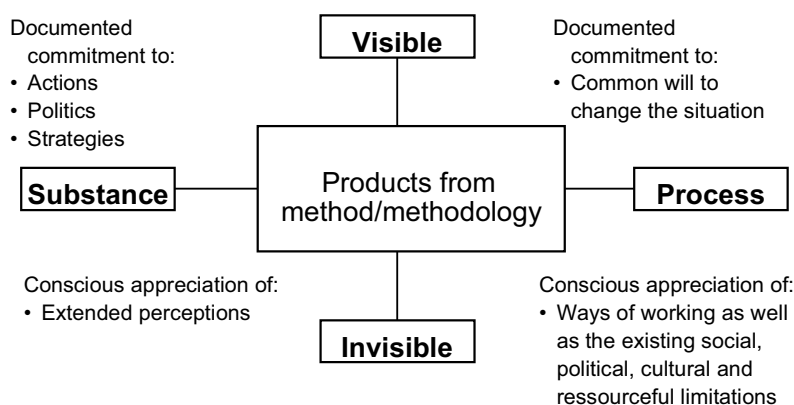 Documented
commitment to:
• Actions
• Politics
• Strategies
Visible
Documented
commitment to:
• Common will to
change the situation
Substance
Products from
method/methodology
Process
Conscious appreciation of:
• Extended perceptions
Invisible
Conscious appreciation of:
• Ways of working as well
as the existing social,
political, cultural and
ressourceful limitations